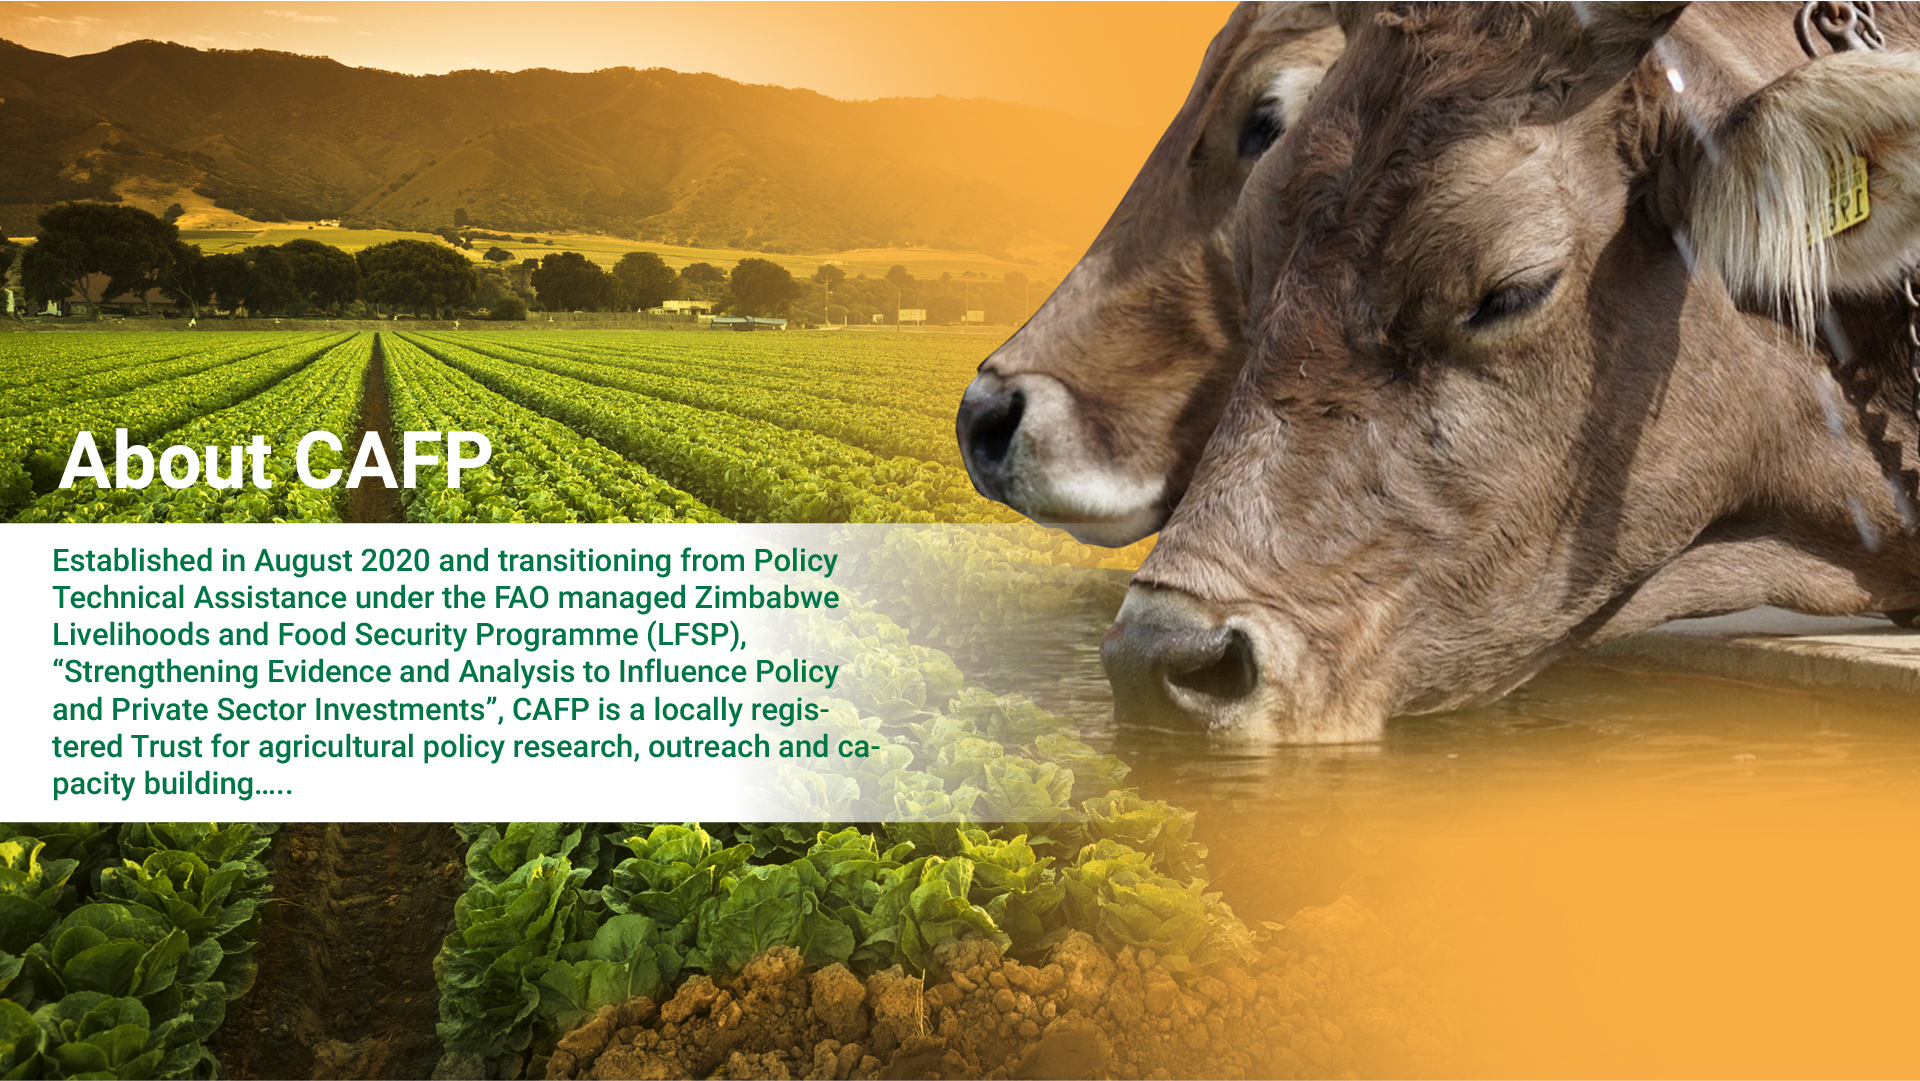 About CAFP
Established in August 2020 and transitioning from Policy
Technical Assistance under the FAO managed Zimbabwe
Livelihoods and Food Security Programme (LFSP),
“Strengthening Evidence and Analysis to Influence Policy
and Private Sector Investments”, CAFP is a locally regis-
tered Trust for agricultural policy research, outreach and ca-
pacity building.....